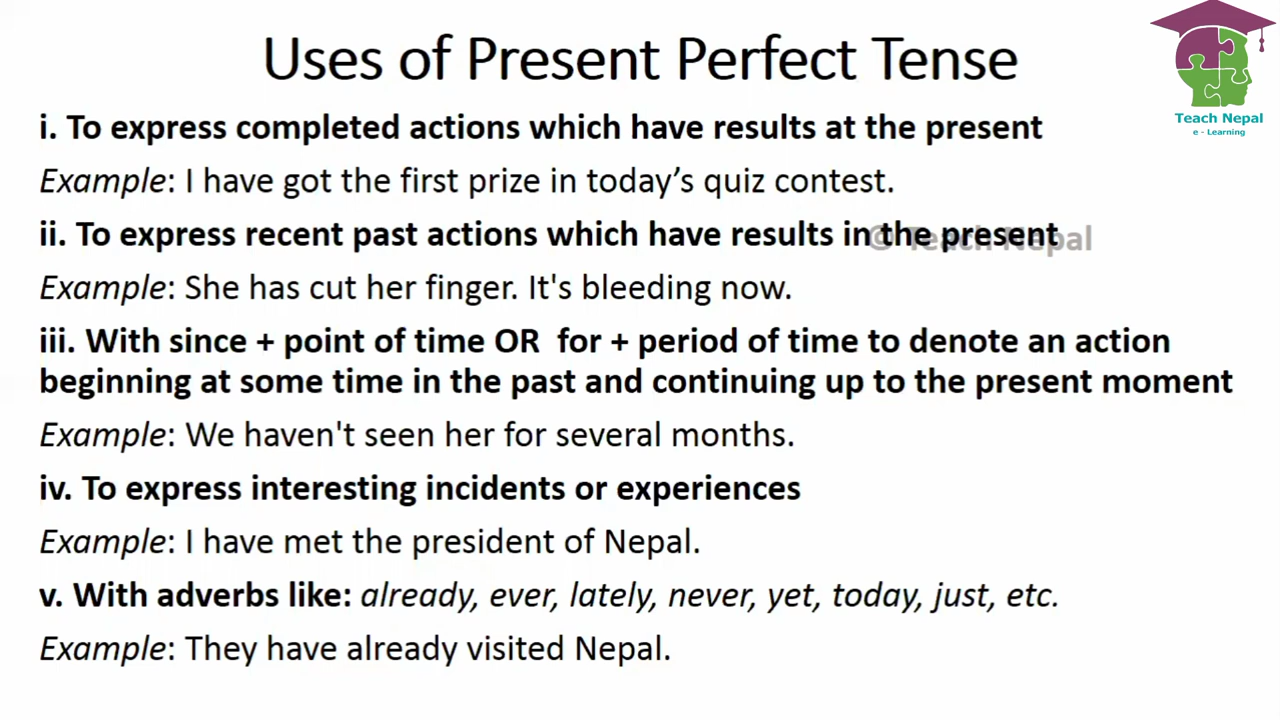 Uses of Present Perfect Tense
Teach Nepal
e - Learning
i. To express completed actions which have results at the present
Example: I have got the first prize in today’s quiz contest.
ii. To express recent past actions which have results in the present
© Teach Nepal
Example: She has cut her finger. It's bleeding now.
iii. With since + point of time OR  for + period of time to denote an action
beginning at some time in the past and continuing up to the present moment
Example: We haven't seen her for several months.
iv. To express interesting incidents or experiences
Example: I have met the president of Nepal.
v. With adverbs like: already, ever, lately, never, yet, today, just, etc.
Example: They have already visited Nepal.